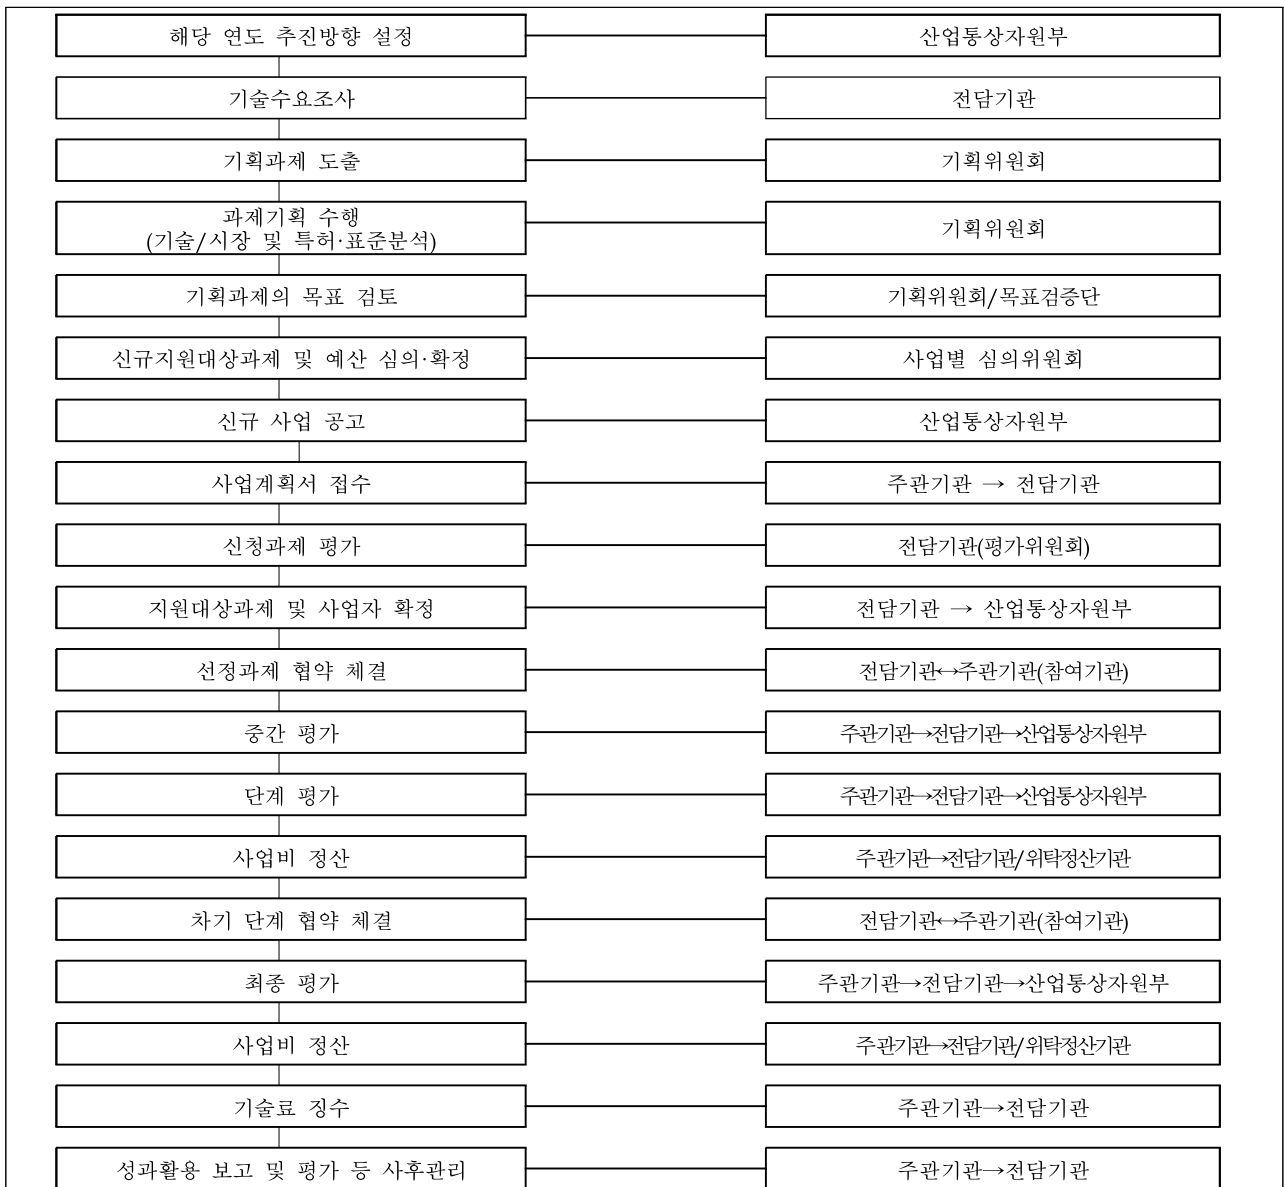 해당 연도 추진방향 설정
산업통상자원부
기술수요조사
전담기관
기획과제 도출
기획위원회
과제기획 수행
(기술/시장 및 특허·표준분석)
기획위원회
기획과제의 목표 검토
기획위원회/목표검증단
신규지원대상과제 및 예산 심의·확정
사업별 심의위원회
신규 사업 공고
산업통상자원부
사업계획서 접수
주관기관 → 전담기관
신청과제 평가
전담기관(평가위원회)
지원대상과제 및 사업자 확정
전담기관 → 산업통상자원부
선정과제 협약 체결
전담기관↔주관기관(참여기관)
중간 평가
주관기관→전담기관→산업통상자원부
단계 평가
주관기관→전담기관→산업통상자원부
사업비 정산
주관기관→전담기관/위탁정산기관
차기 단계 협약 체결
전담기관↔주관기관(참여기관)
최종 평가
주관기관→전담기관→산업통상자원부
사업비 정산
주관기관→전담기관/위탁정산기관
기술료 징수
주관기관→전담기관
성과활용 보고 및 평가 등 사후관리
주관기관→전담기관